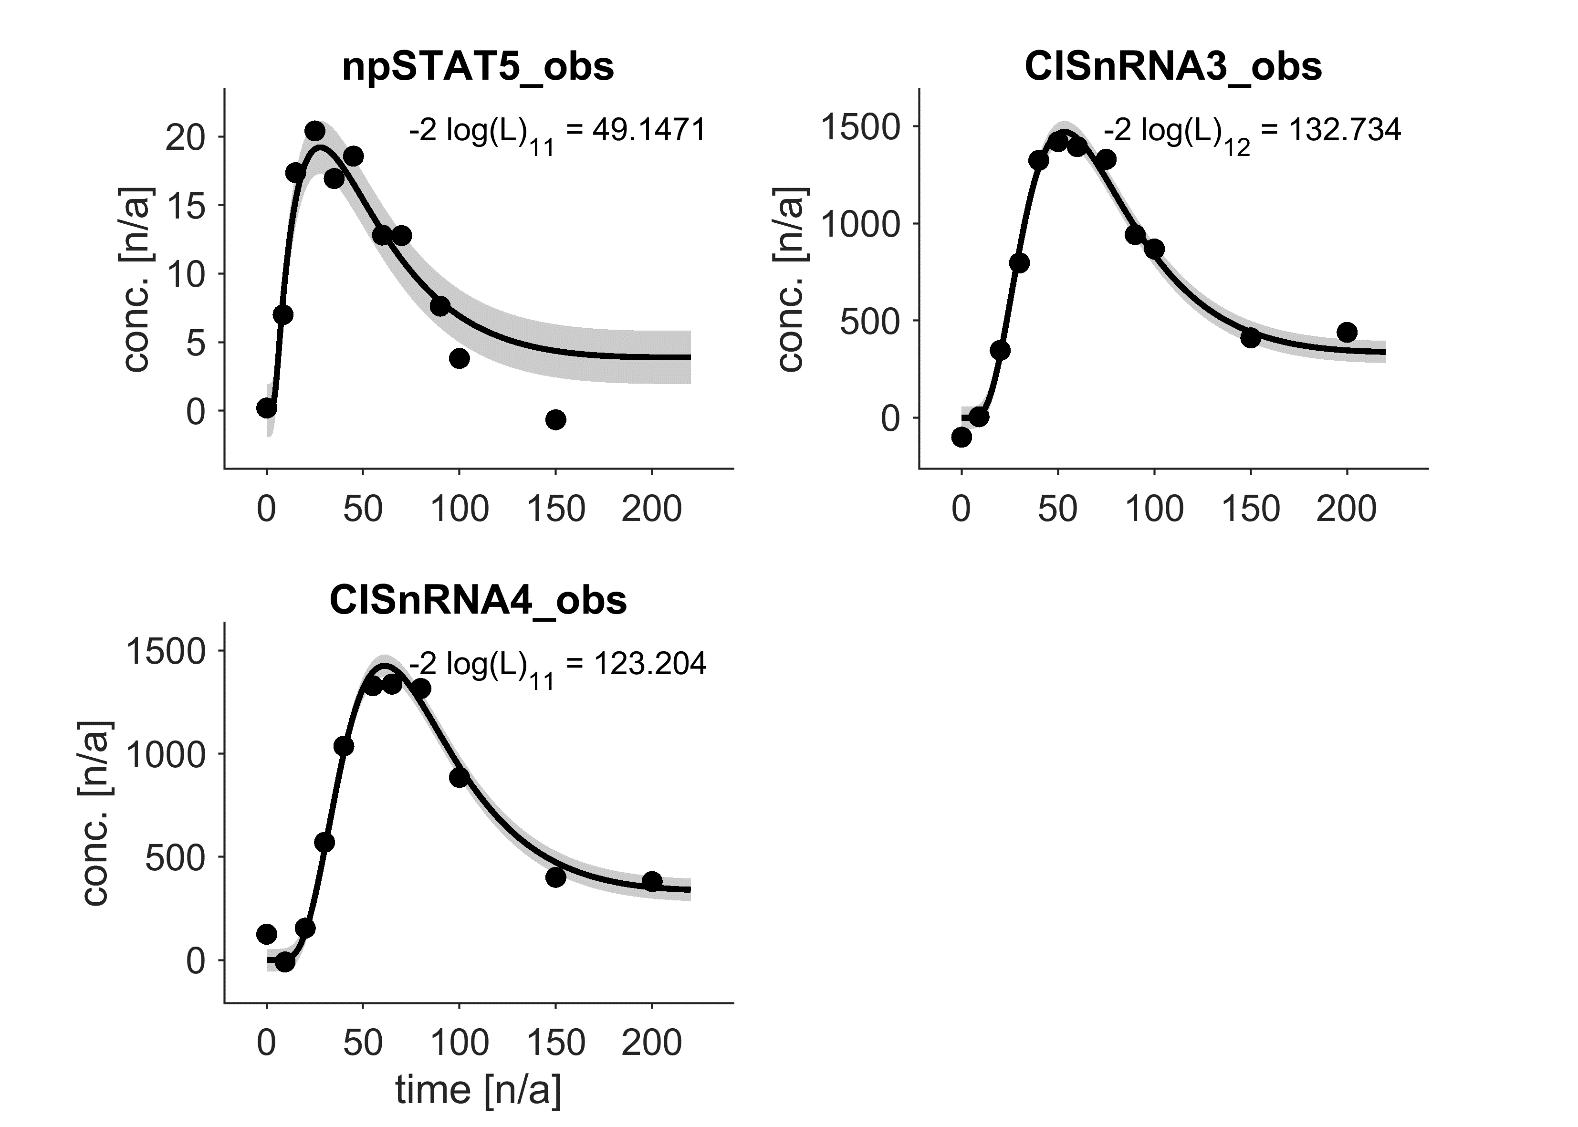 npSTAT5_obs
-2 log(L)11 = 49.1471
20
15
10
5
0
conc. [n/a]
0 50 100 150 200
CISnRNA3_obs
-2 log(L)12 = 132.734
1500
1000
500
0
conc. [n/a]
0 50 100 150 200
CISnRNA4_obs
-2 log(L)11 = 123.204
1500
1000
500
0
conc. [n/a]
0 50 100 150 200
time [n/a]